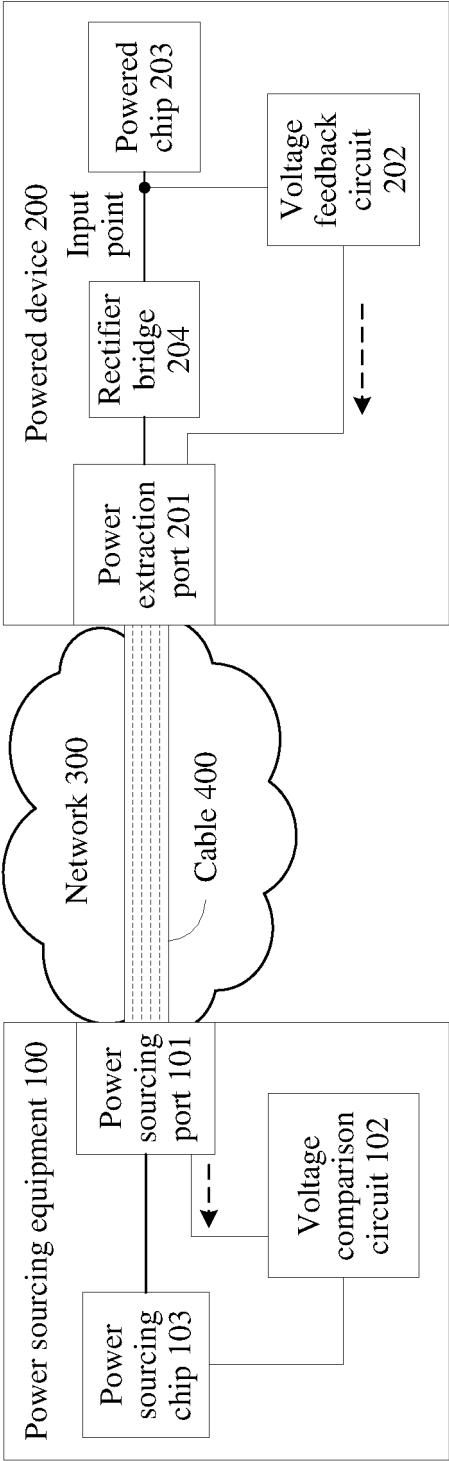 Power sourcing equipment 100
Power
sourcing
chip 103
Power
sourcing
port 101
Voltage
comparison
circuit 102
Network 300
Cable 400
Powered device 200
Power
extraction
port 201
Rectifier
bridge
204
Input
point
Powered
chip 203
Voltage
feedback
circuit
202